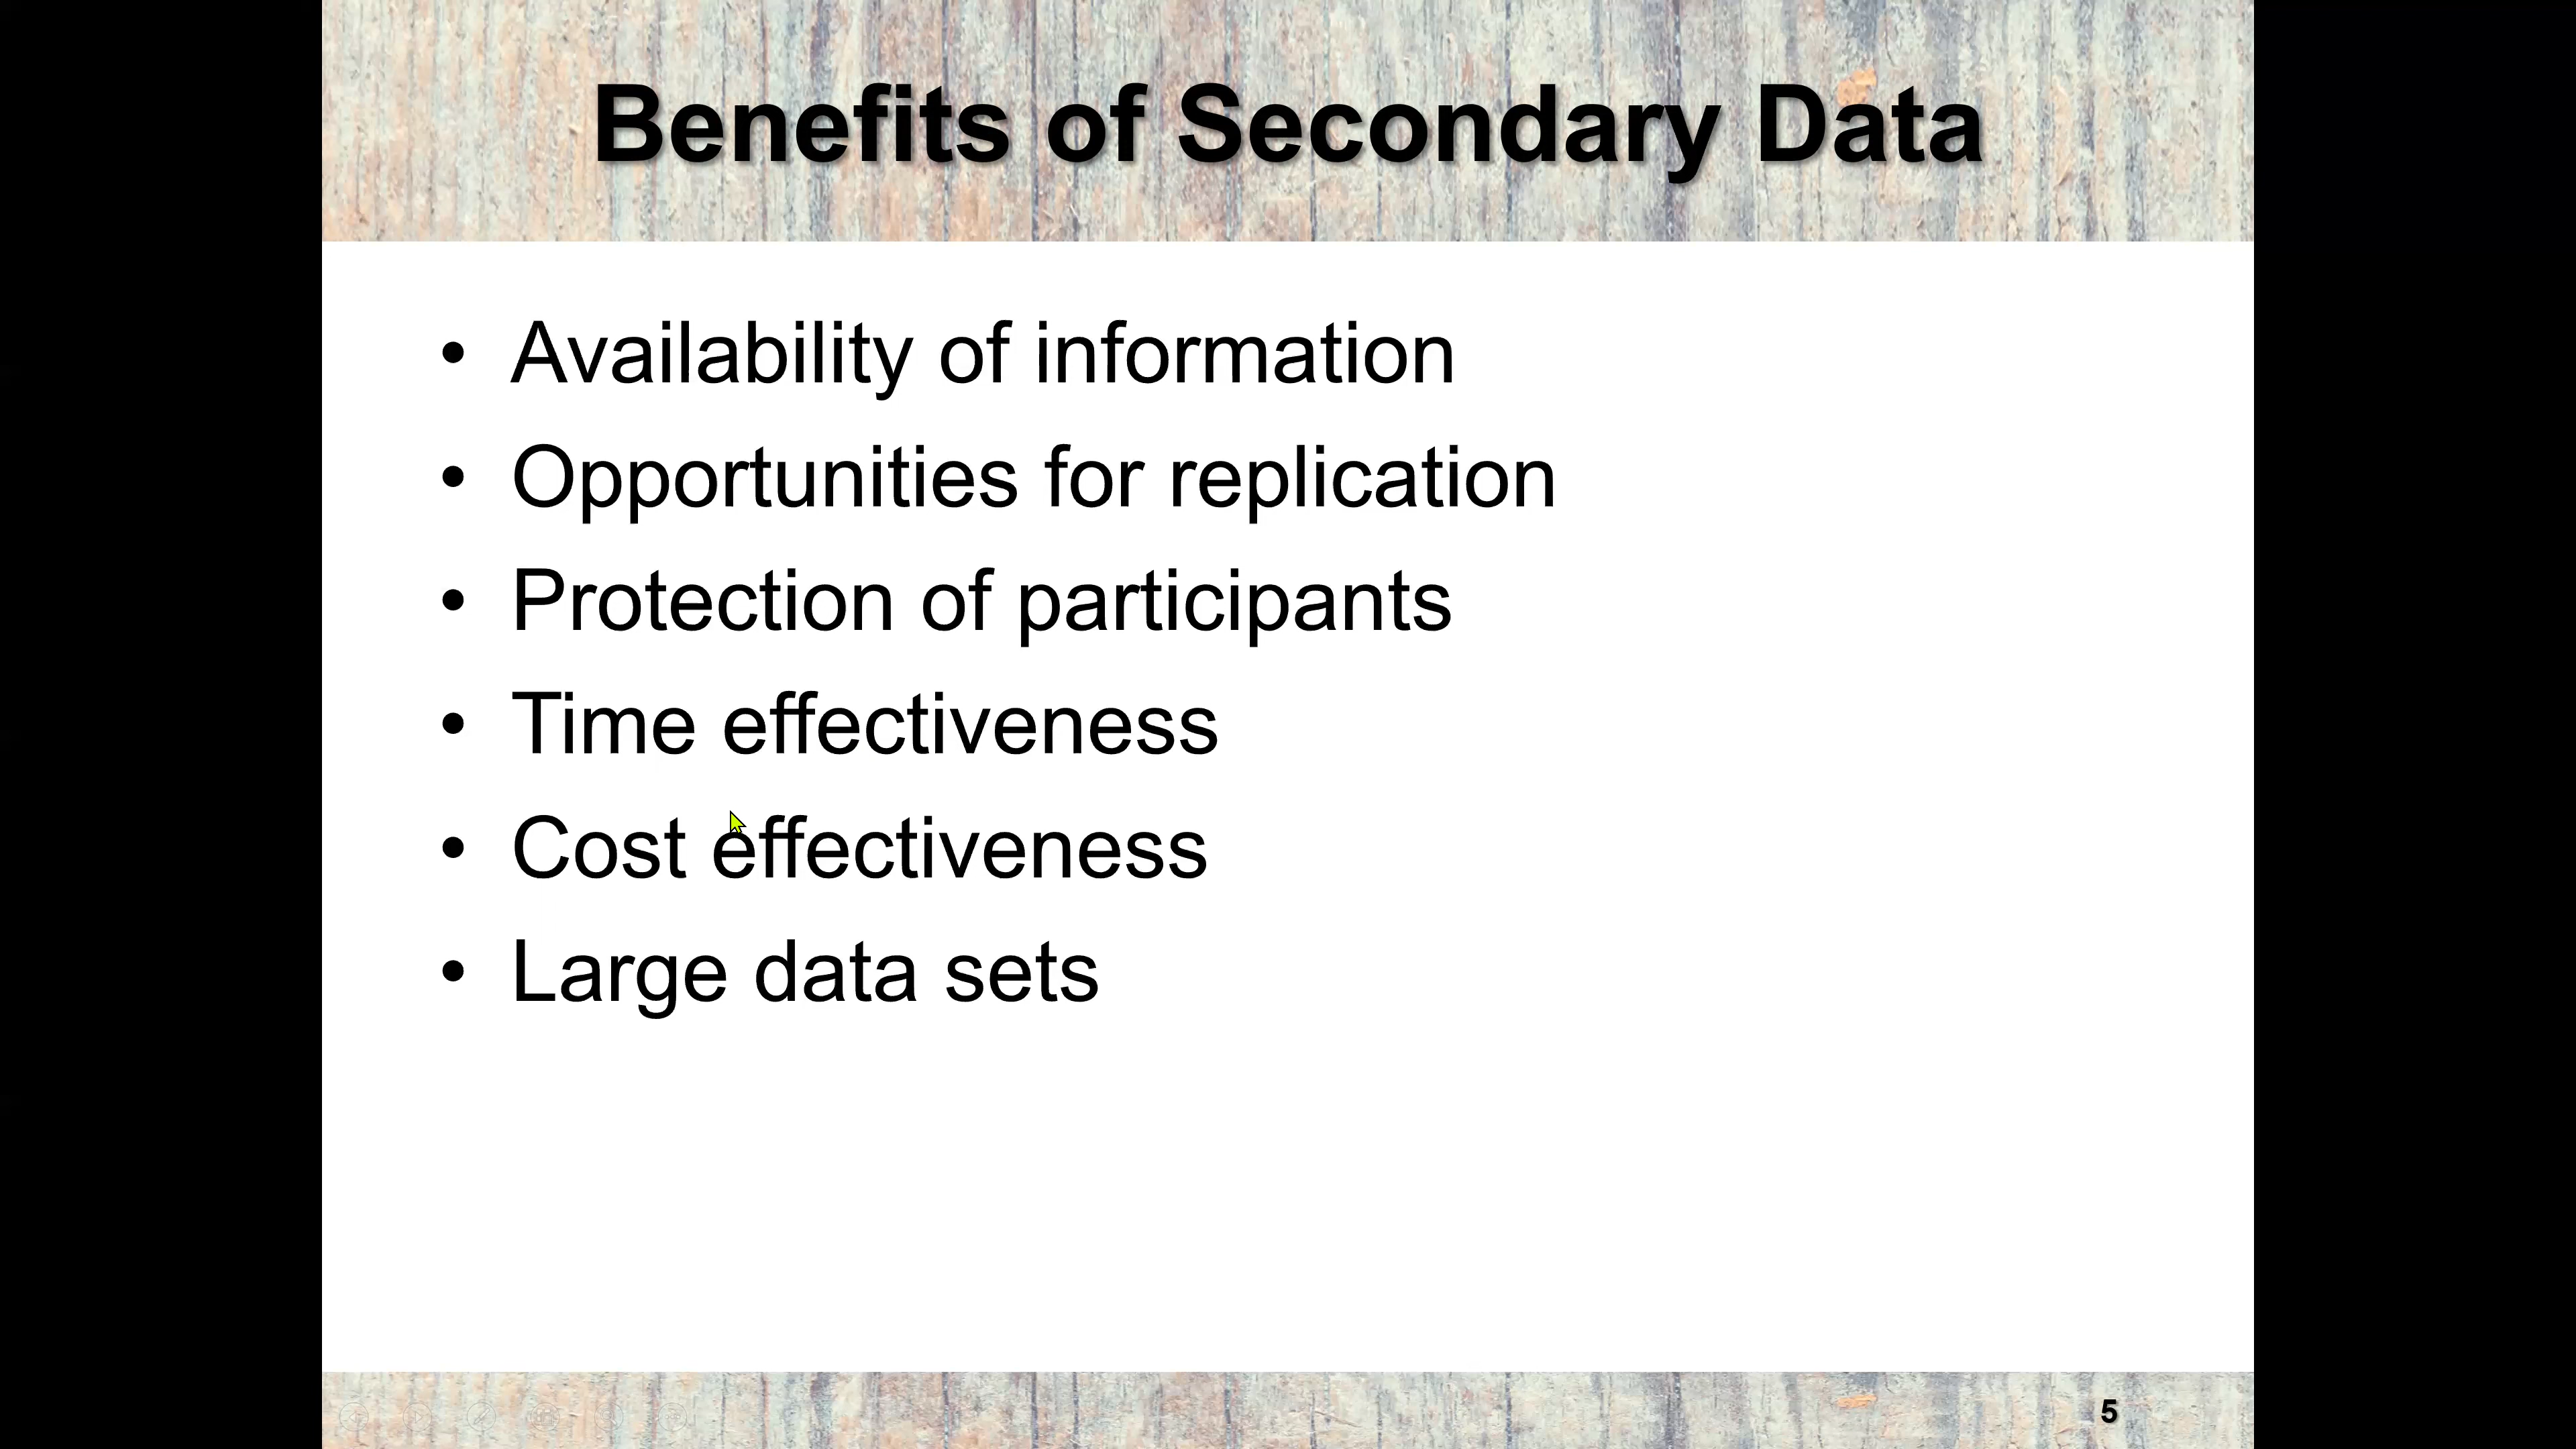 Benefits of Secondary Data
• Availability of information
• Opportunities for replication
• Protection of participants
• Time effectiveness
• Cost effectiveness
• Large data sets
5